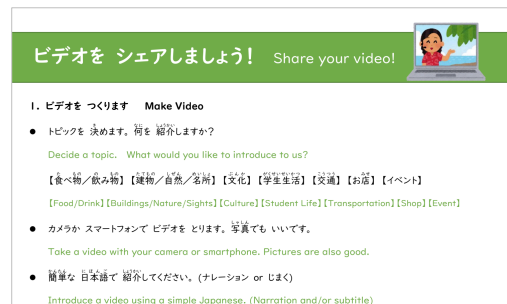 ビデオを シェアしましょう! Share your video!
1. ビデオを つくります Make Video
● トピックを 決めます。何を 紹介しますか?
Decide a topic. What would you like to introduce to us?
【食べ物/飲み物】【建物/自然/名所】【文化】【学生生活】【交通】【お店】【イベント】
【Food/Drink】【Buildings/Nature/Sights】【Culture】【Student Life】【Transportation】【Shop】【Event】
● カメラか スマートフォンで ビデオを とります。写真でも いいです。
Take a video with your camera or smartphone. Pictures are also good.
● 簡単な 日本語で 紹介してください。(ナレーション or じまく)
Introduce a video using a simple Japanese. (Narration and/or subtitle)